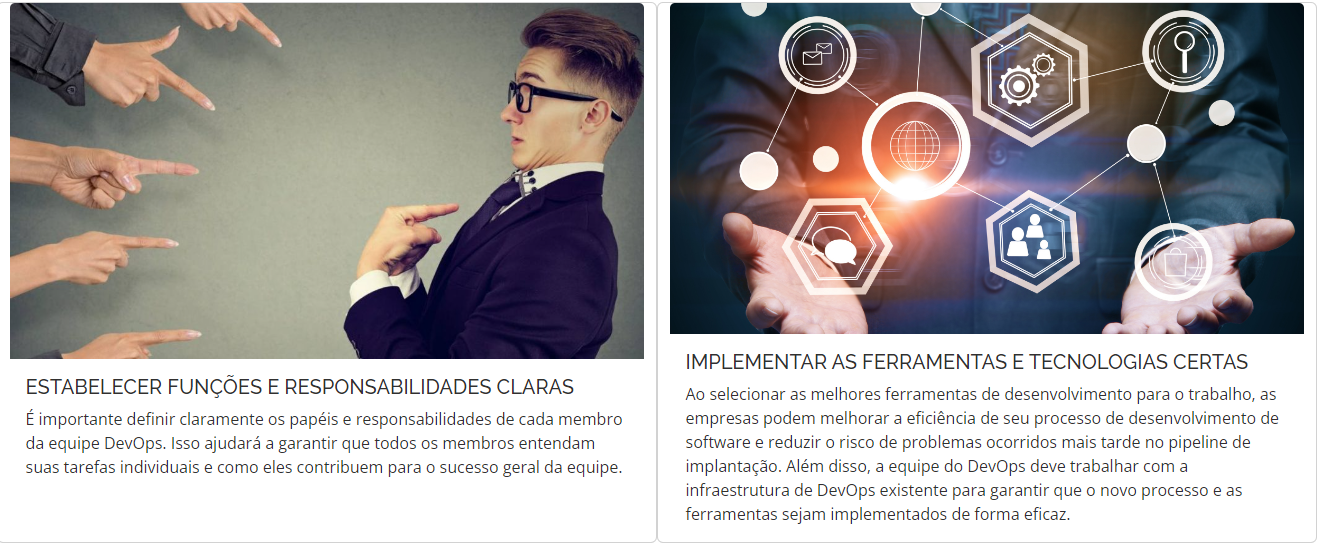 ESTABELECER FUNÇÕES E RESPONSABILIDADES CLARAS
É importante definir claramente os papéis e responsabilidades de cada membro
da equipe DevOps. Isso ajudará a garantir que todos os membros entendam
suas tarefas individuais e como eles contribuem para o sucesso geral da equipe.
IMPLEMENTAR AS FERRAMENTAS E TECNOLOGIAS CERTAS
Ao selecionar as melhores ferramentas de desenvolvimento para o trabalho, as
empresas podem melhorar a eficiência de seu processo de desenvolvimento de
software e reduzir o risco de problemas ocorridos mais tarde no pipeline de
implantação. Além disso, a equipe do DevOps deve trabalhar com a
infraestrutura de DevOps existente para garantir que o novo processo e as
ferramentas sejam implementados de forma eficaz.